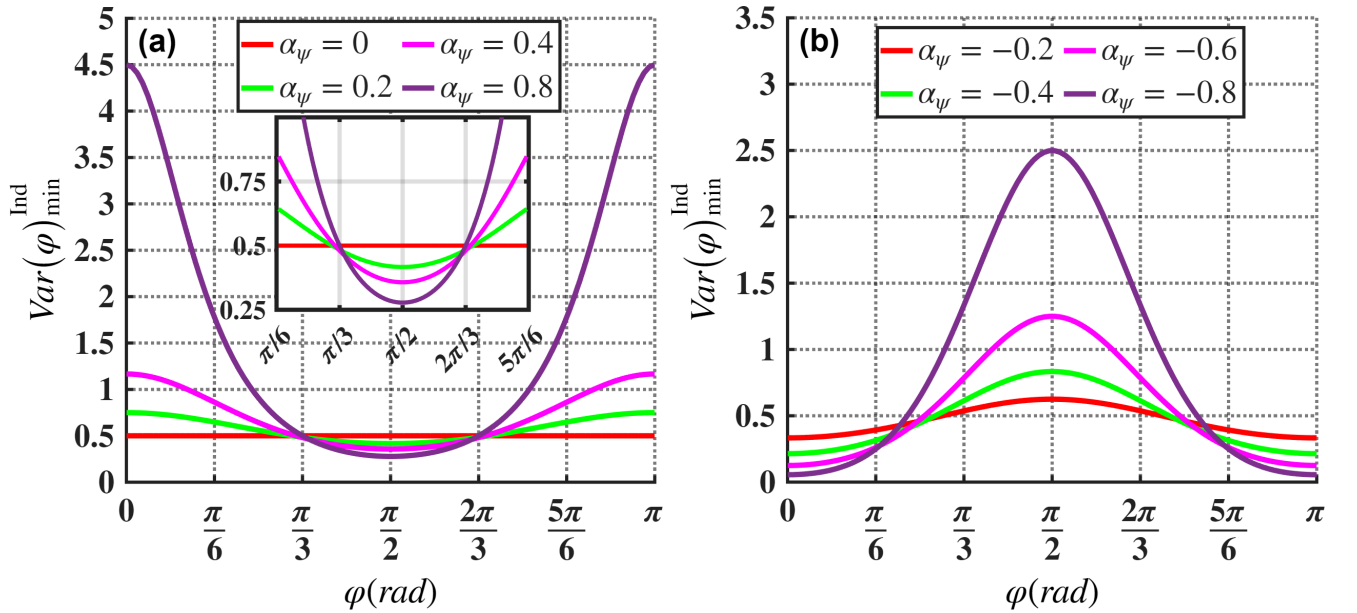 (a)
α_ψ = 0
α_ψ = 0.4
α_ψ = 0.2
α_ψ = 0.8
5
4.5
4
3.5
3
2.5
2
1.5
1
0.5
0
Var(φ)_min^Ind
0.75
0.5
0.25
π/6
π/3
π/2
2π/3
5π/6
0
π/6
π/3
π/2
2π/3
5π/6
π
φ(rad)
(b)
α_ψ = −0.2
α_ψ = −0.6
α_ψ = −0.4
α_ψ = −0.8
3.5
3
2.5
2
1.5
1
0.5
0
Var(φ)_min^Ind
0
π/6
π/3
π/2
2π/3
5π/6
π
φ(rad)